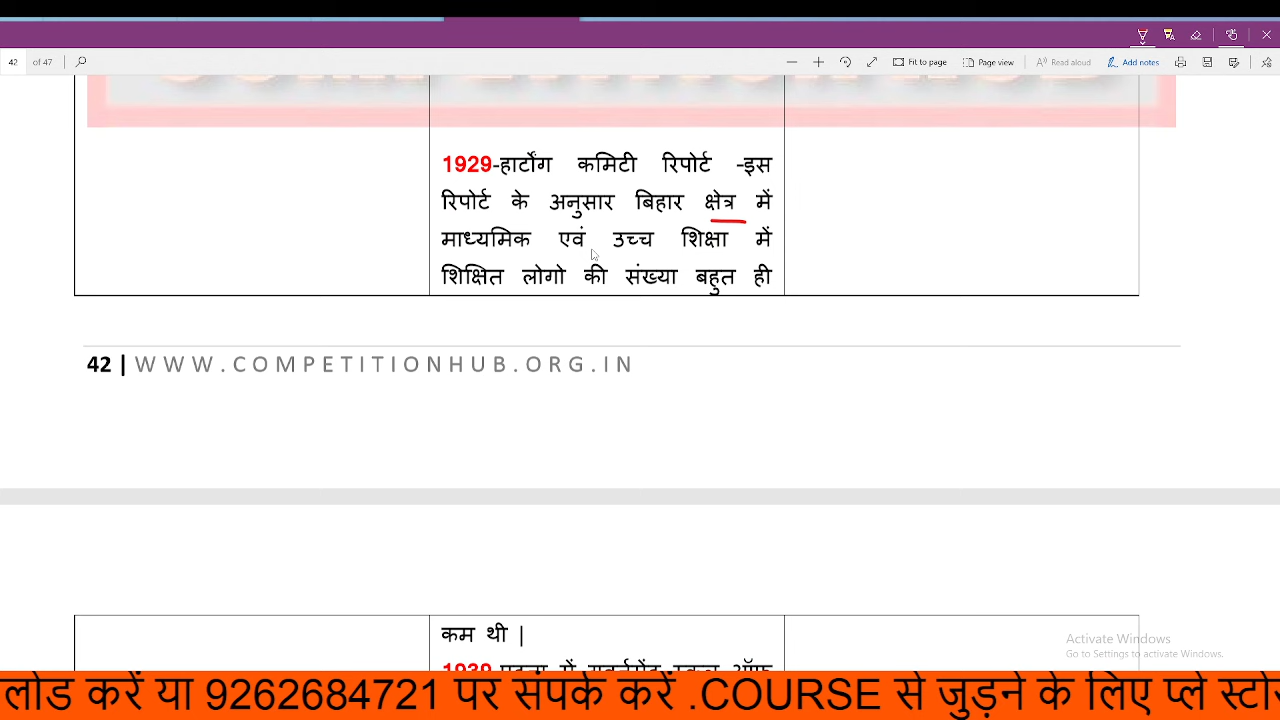 42 of 47
Fit to page
Page view
Read aloud
Add notes
1929-हार्टोंग कमिटी रिपोर्ट -इस
रिपोर्ट के अनुसार बिहार क्षेत्र में
माध्यमिक एवं उच्च शिक्षा में
शिक्षित लोगो की संख्या बहुत ही
42 | WWW.COMPETITIONHUB.ORG.IN
कम थी |
Activate Windows
Go to Settings to activate Windows.
लोड करें या 9262684721 पर संपर्क करें .COURSE से जुड़ने के लिए प्ले स्टोर